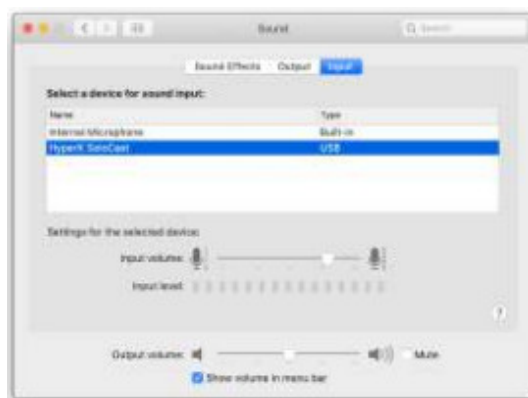 Sound
Search
Sound Effects Output Input
Select a device for sound input:
Name Type
Internal Microphone Built-in
HyperX SoloCast USB
Settings for the selected device:
Input volume:
Input level:
?
Output volume: Mute
Show volume in menu bar